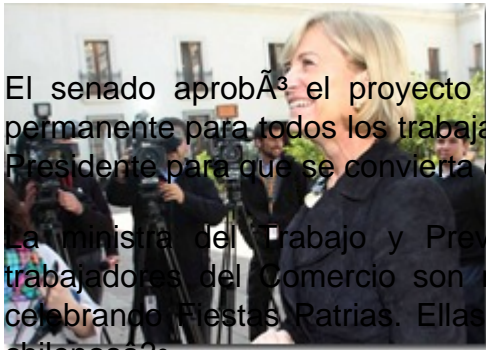 El senado aprobÃ³ el proyecto
permanente para todos los trabaja
Presidente para que se convierta
La ministra del Trabajo y Prev
trabajadores del Comercio son
celebrando Fiestas Patrias. Ellas